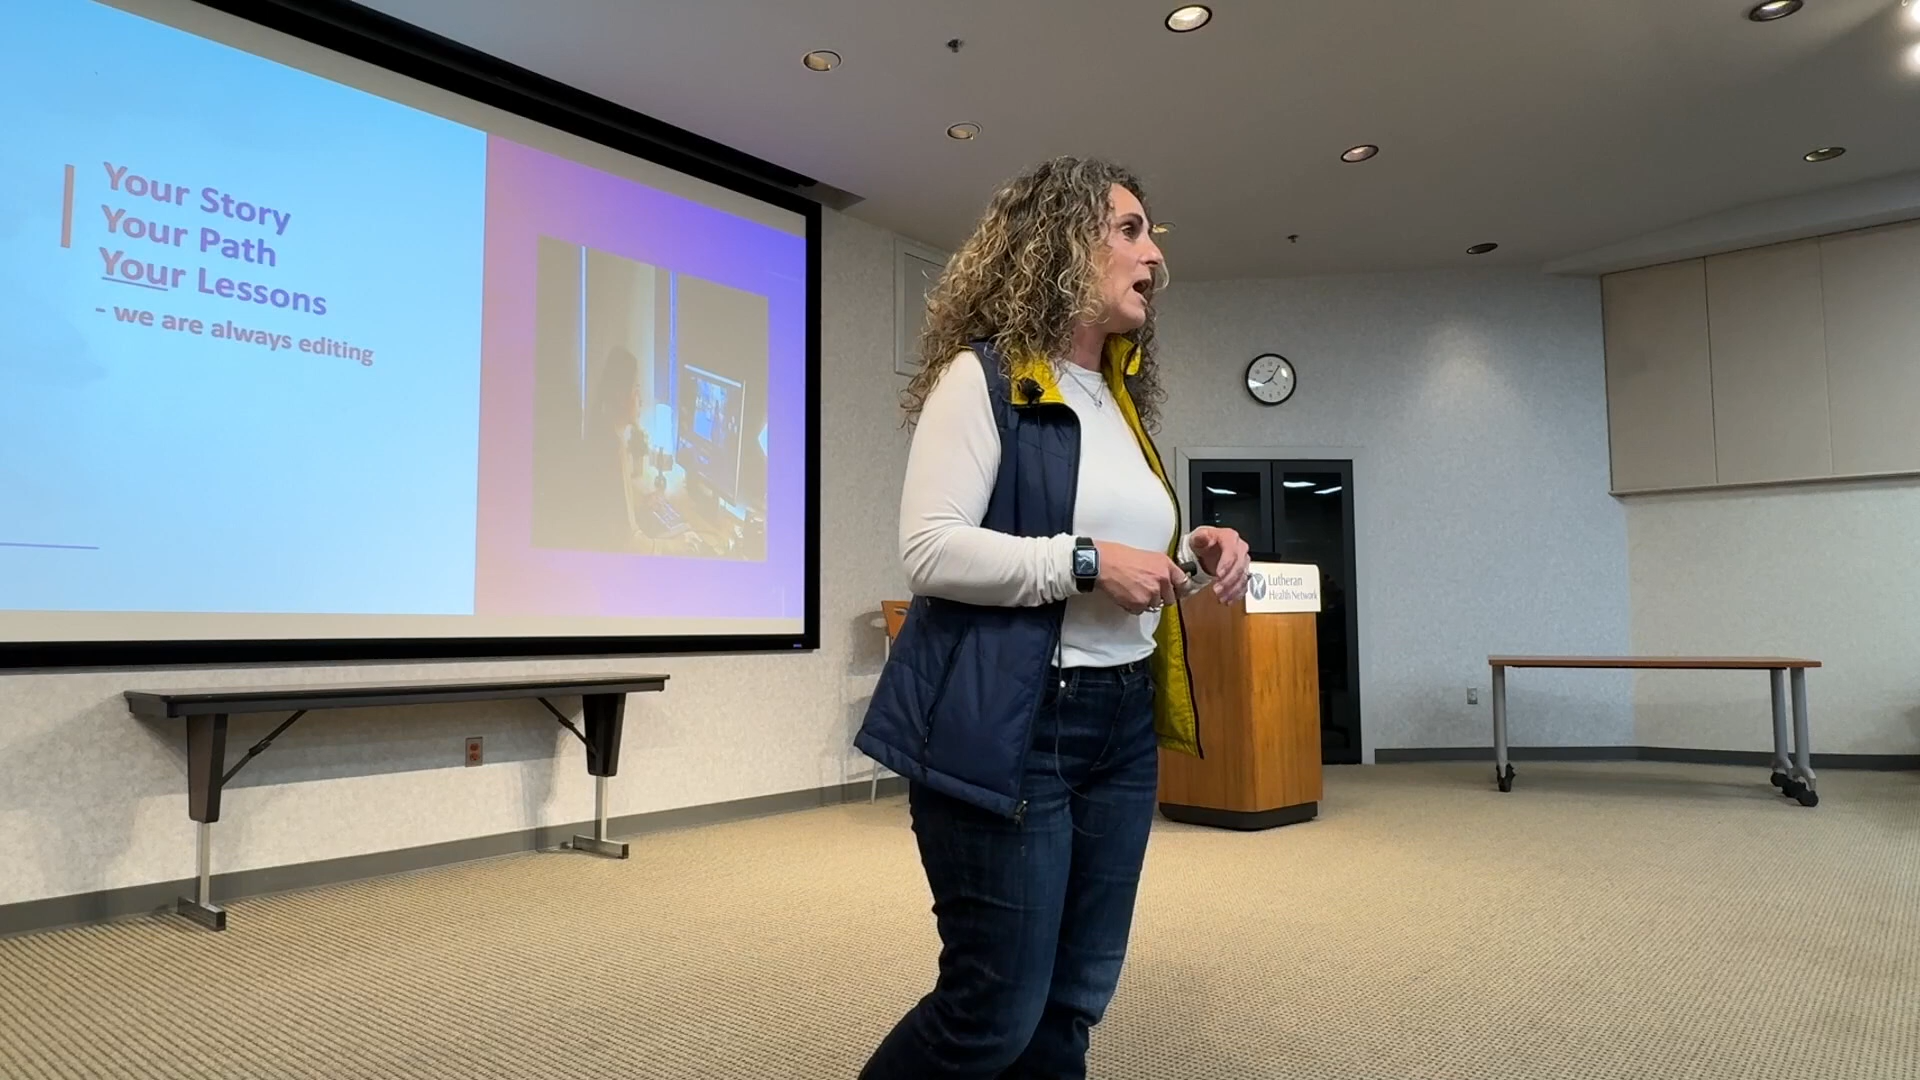 Your Story
Your Path
Your Lessons
- we are always editing
Lutheran
Health Network